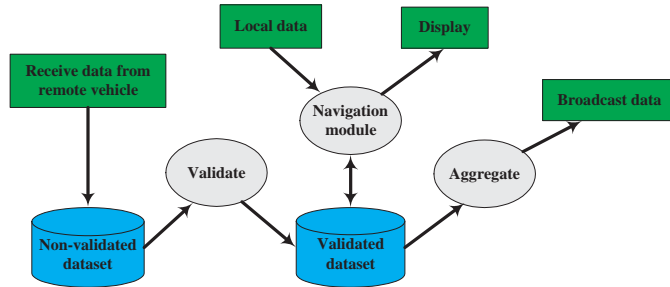 Local data
Display
Receive data from
remote vehicle
Navigation
module
Broadcast data
Validate
Aggregate
Non-validated
dataset
Validated
dataset